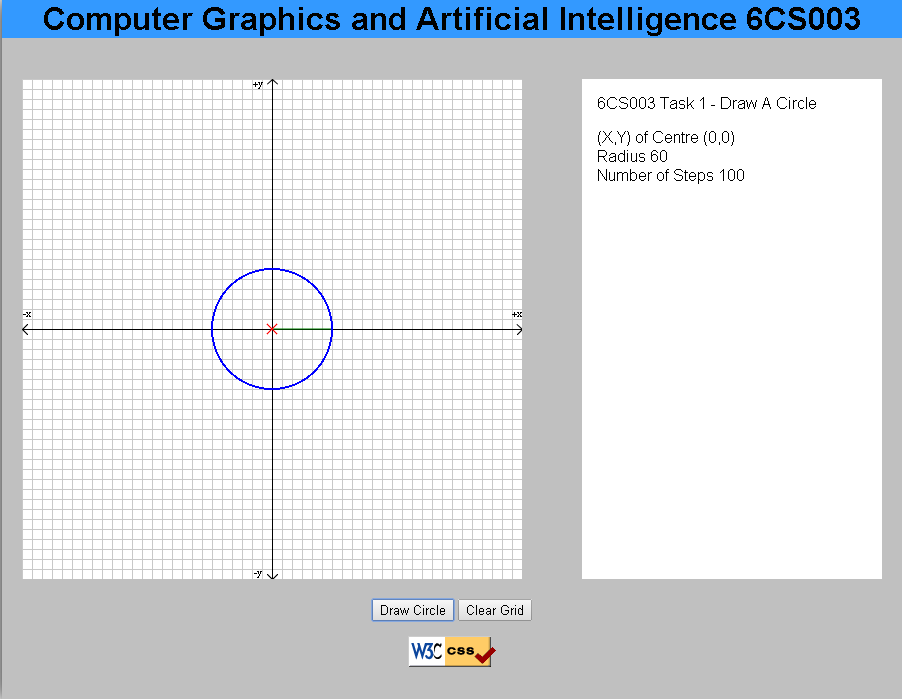 Computer Graphics and Artificial Intelligence 6CS003
+y
6CS003 Task 1 - Draw A Circle
(X,Y) of Centre (0,0)
Radius 60
Number of Steps 100
-x
+x
-y
Draw Circle
Clear Grid
W3C css